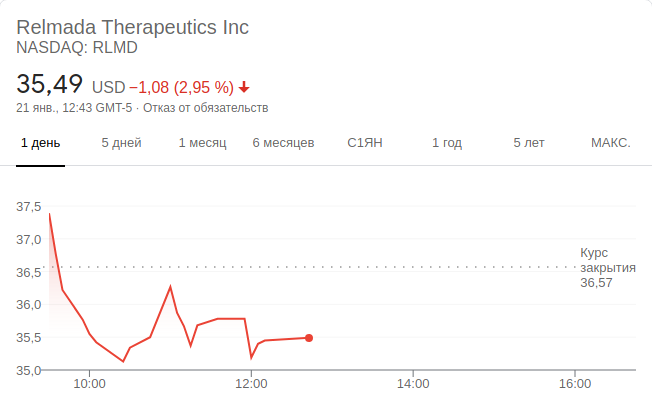 Relmada Therapeutics Inc
NASDAQ: RLMD
35,49 USD −1,08 (2,95 %)
21 янв., 12:43 GMT-5 · Отказ от обязательств
1 день 5 дней 1 месяц 6 месяцев С1ЯН 1 год 5 лет МАКС.
37,5
37,0
36,5
36,0
35,5
35,0
Курс
закрытия
36,57
10:00 12:00 14:00 16:00